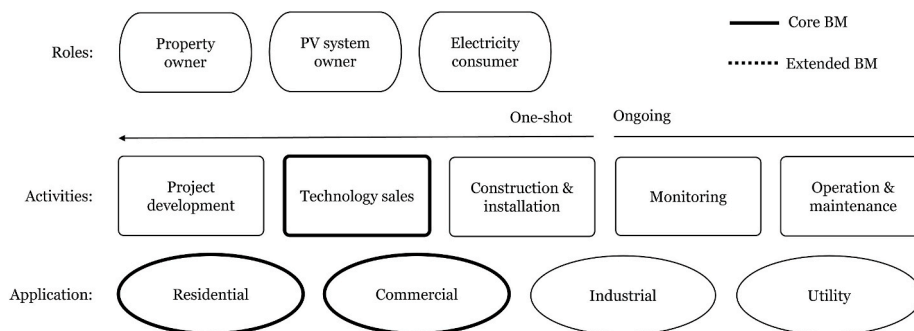 Roles:
Property
owner
PV system
owner
Electricity
consumer
Core BM
Extended BM
One-shot
Ongoing
Activities:
Project
development
Technology sales
Construction &
installation
Monitoring
Operation &
maintenance
Application:
Residential
Commercial
Industrial
Utility